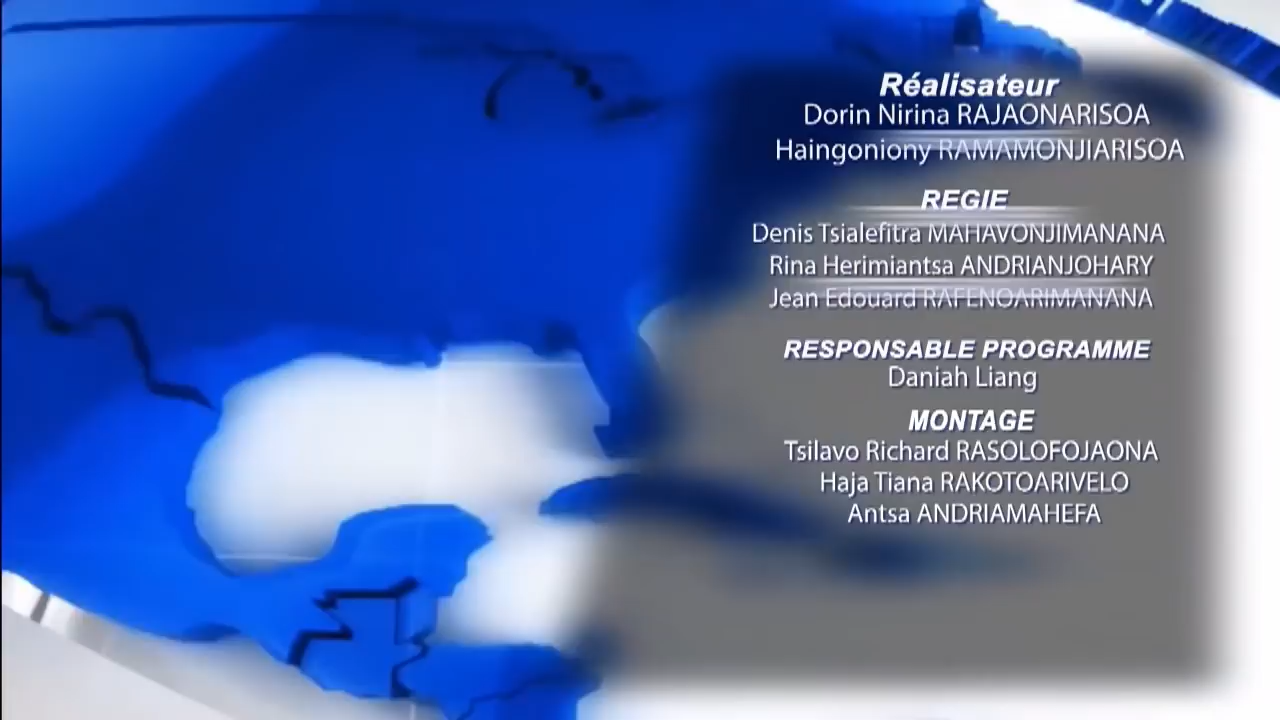 Réalisateur
Dorin Nirina RAJAONARISOA
Haingoniony RAMAMONJIARISOA
REGIE
Denis Tsialefitra MAHAVONJIMANANA
Rina Herimiantsa ANDRIANJOHARY
Jean Edouard RAFENOARIMANANA
RESPONSABLE PROGRAMME
Daniah Liang
MONTAGE
Tsilavo Richard RASOLOFOJAONA
Haja Tiana RAKOTOARIVELO
Antsa ANDRIAMAHEFA